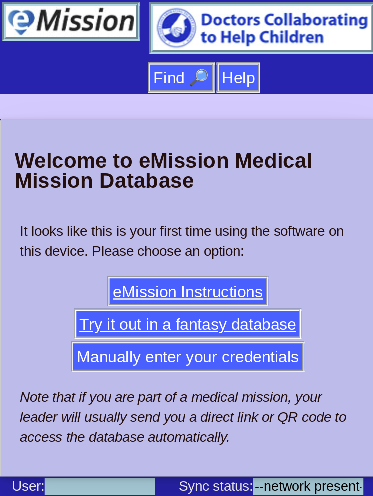 eMission
Doctors Collaborating
to Help Children
Find 🔎
Help
Welcome to eMission Medical
Mission Database
It looks like this is your first time using the software on
this device. Please choose an option:
eMission Instructions
Try it out in a fantasy database
Manually enter your credentials
Note that if you are part of a medical mission, your
leader will usually send you a direct link or QR code to
access the database automatically.
User: Sync status: --network present-